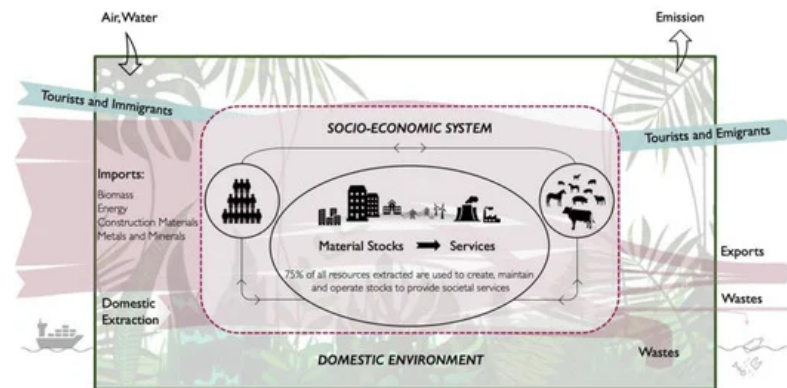 Air, Water
Emission
Tourists and Immigrants
SOCIO-ECONOMIC SYSTEM
Tourists and Emigrants
Imports:
Biomass
Energy
Construction Materials
Metals and Minerals
Material Stocks
Services
75% of all resources extracted are used to create, maintain
and operate stocks to provide societal services
Exports
Domestic
Extraction
Wastes
Wastes
DOMESTIC ENVIRONMENT